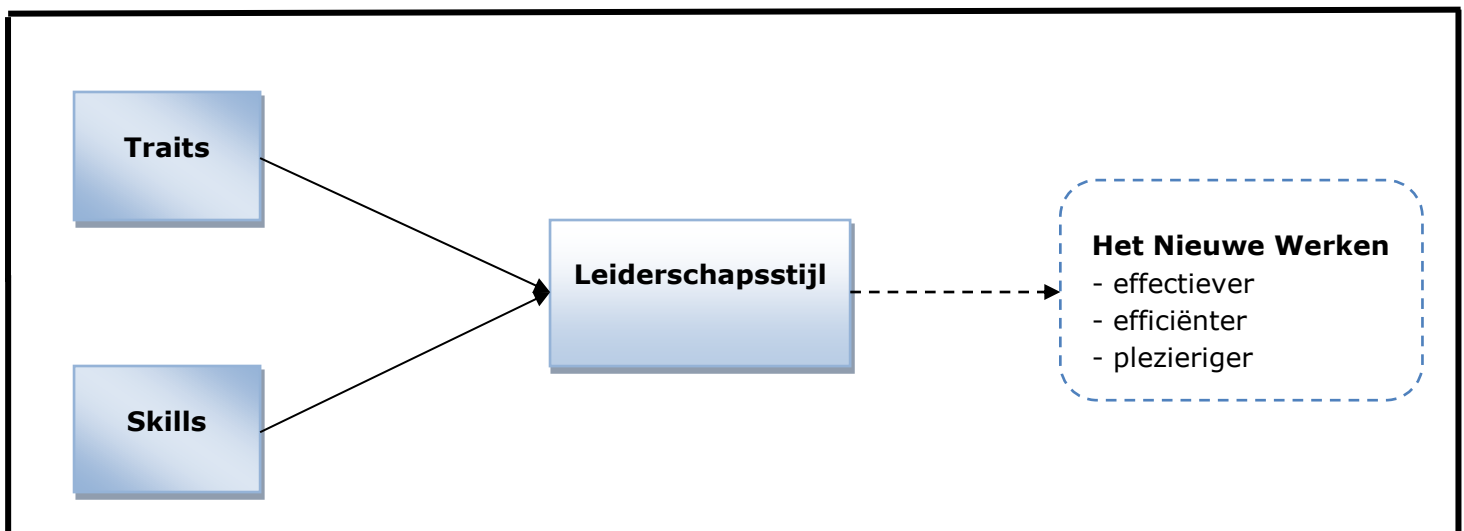 Traits
Leiderschapsstijl
Het Nieuwe Werken
- effectiever
- efficiënter
- plezieriger
Skills